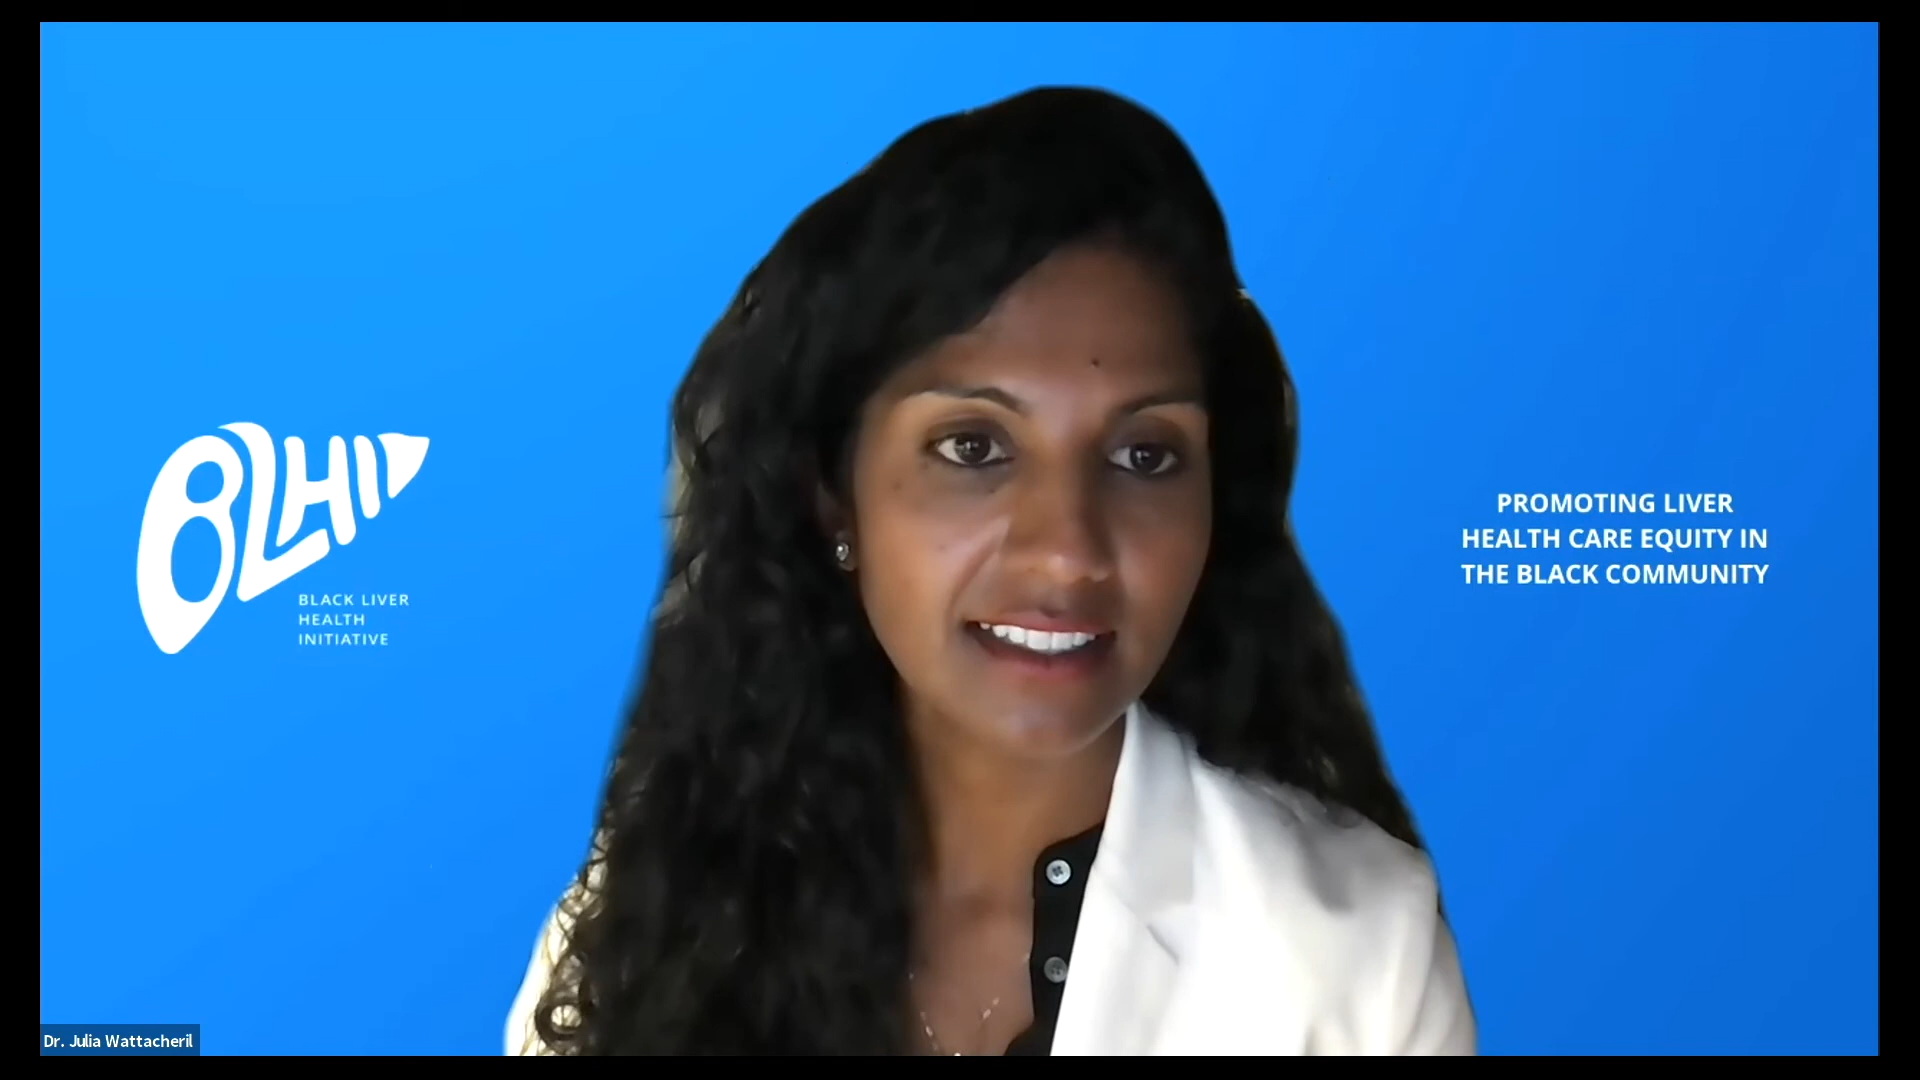 BLHI
BLACK LIVER
HEALTH
INITIATIVE
PROMOTING LIVER
HEALTH CARE EQUITY IN
THE BLACK COMMUNITY
Dr. Julia Wattacheril